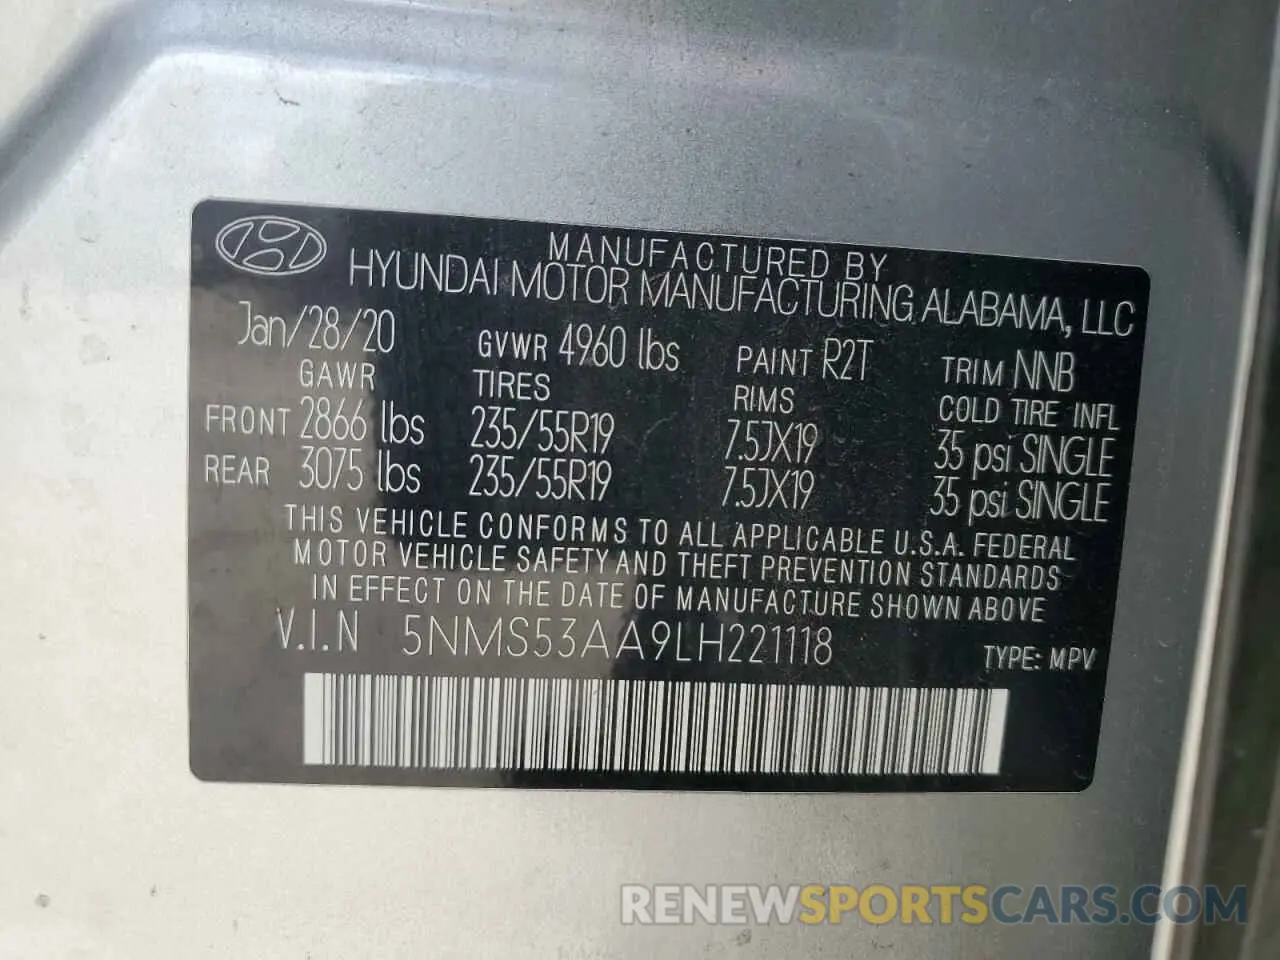 MANUFACTURED BY
HYUNDAI MOTOR MANUFACTURING ALABAMA, LLC
Jan/28/20 GVWR 4960 lbs PAINT R2T TRIM NNB
GAWR TIRES RIMS COLD TIRE INFL
FRONT 2866 lbs 235/55R19 7.5JX19 35 psi SINGLE
REAR 3075 lbs 235/55R19 7.5JX19 35 psi SINGLE
THIS VEHICLE CONFORMS TO ALL APPLICABLE U.S.A. FEDERAL
MOTOR VEHICLE SAFETY AND THEFT PREVENTION STANDARDS
IN EFFECT ON THE DATE OF MANUFACTURE SHOWN ABOVE
V.I.N 5NMS53AA9LH221118 TYPE: MPV
RENEWSPORTSCARS.COM